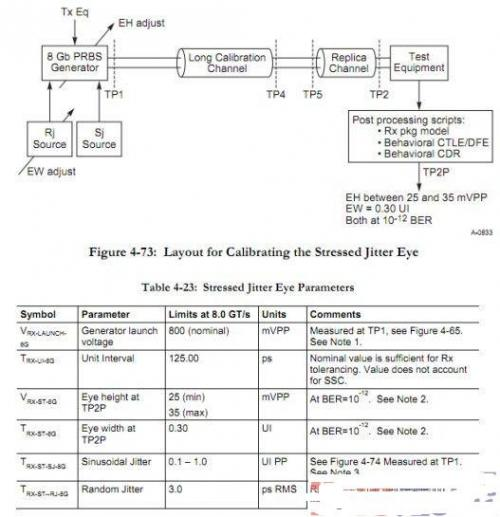 Tx Eq
EH adjust
8 Gb PRBS
Generator
Long Calibration
Channel
Replica
Channel
Test
Equipment
TP1
TP4
TP5
TP2
Rj
Source
Sj
Source
EW adjust
Post processing scripts:
• Rx pkg model
• Behavioral CTLE/DFE
• Behavioral CDR
TP2P
EH between 25 and 35 mVPP
EW = 0.30 UI
Both at 10-12 BER
A-0833
Figure 4-73: Layout for Calibrating the Stressed Jitter Eye
Table 4-23: Stressed Jitter Eye Parameters
Symbol Parameter Limits at 8.0 GT/s Units Comments
VRX-LAUNCH-8G Generator launch voltage 800 (nominal) mVPP Measured at TP1, see Figure 4-65. See Note 1.
TRX-UI-8G Unit Interval 125.00 ps Nominal value is sufficient for Rx tolerancing. Value does not account for SSC.
VRX-ST-8G Eye height at TP2P 25 (min) 35 (max) mVPP At BER=10-12. See Note 2.
TRX-ST-8G Eye width at TP2P 0.30 UI At BER=10-12. See Note 2.
TRX-ST-SJ-8G Sinusoidal Jitter 0.1 – 1.0 UI PP See Figure 4-74 Measured at TP1. See Note 3
TRX-ST--RJ-8G Random Jitter 3.0 ps RMS